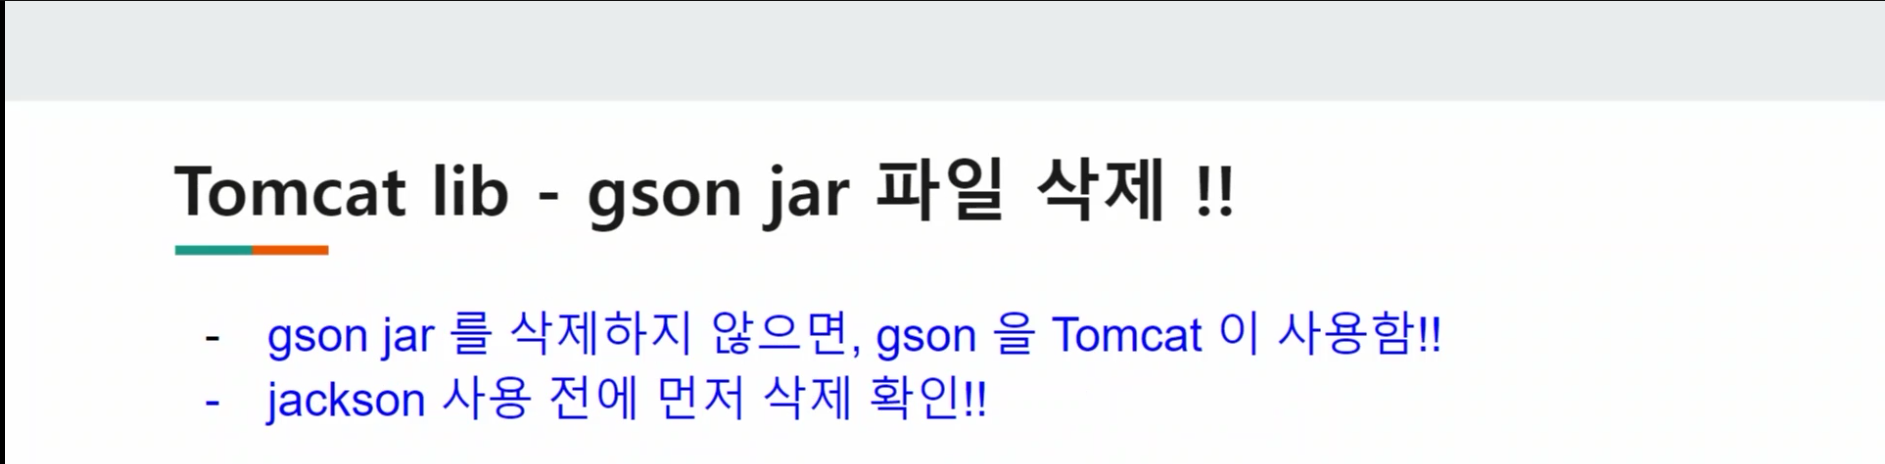 Tomcat lib - gson jar 파일 삭제 !!
- gson jar 를 삭제하지 않으면, gson 을 Tomcat 이 사용함!!
- jackson 사용 전에 먼저 삭제 확인!!